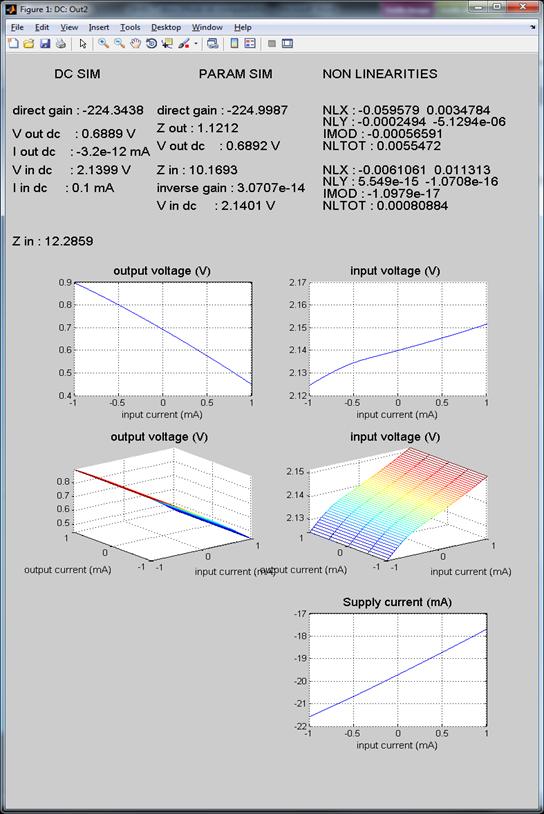 Figure 1: DC: Out2
File Edit View Insert Tools Desktop Window Help
DC SIM
direct gain : -224.3438
V out dc : 0.6889 V
I out dc : -3.2e-12 mA
V in dc : 2.1399 V
I in dc : 0.1 mA
Z in : 12.2859
PARAM SIM
direct gain : -224.9987
Z out : 1.1212
V out dc : 0.6892 V
Z in : 10.1693
inverse gain : 3.0707e-14
V in dc : 2.1401 V
NON LINEARITIES
NLX : -0.059579 0.0034784
NLY : -0.0002494 -5.1294e-06
IMOD : -0.00056591
NLTOT : 0.0055472
NLX : -0.0061061 0.011313
NLY : 5.549e-15 -1.0708e-16
IMOD : -1.0979e-17
NLTOT : 0.00080884
output voltage (V)
0.9
0.8
0.7
0.6
0.5
0.4
-1 -0.5 0 0.5 1
input current (mA)
input voltage (V)
2.17
2.16
2.15
2.14
2.13
2.12
-1 -0.5 0 0.5 1
input current (mA)
output voltage (V)
0.8
0.7
0.6
0.5
1
0
-1
-1
0
1
output current (mA)
input current (mA)
input voltage (V)
2.15
2.14
2.13
1
0
-1
-1
0
1
output current (mA)
input current (mA)
Supply current (mA)
-17
-18
-19
-20
-21
-22
-1 -0.5 0 0.5 1
input current (mA)